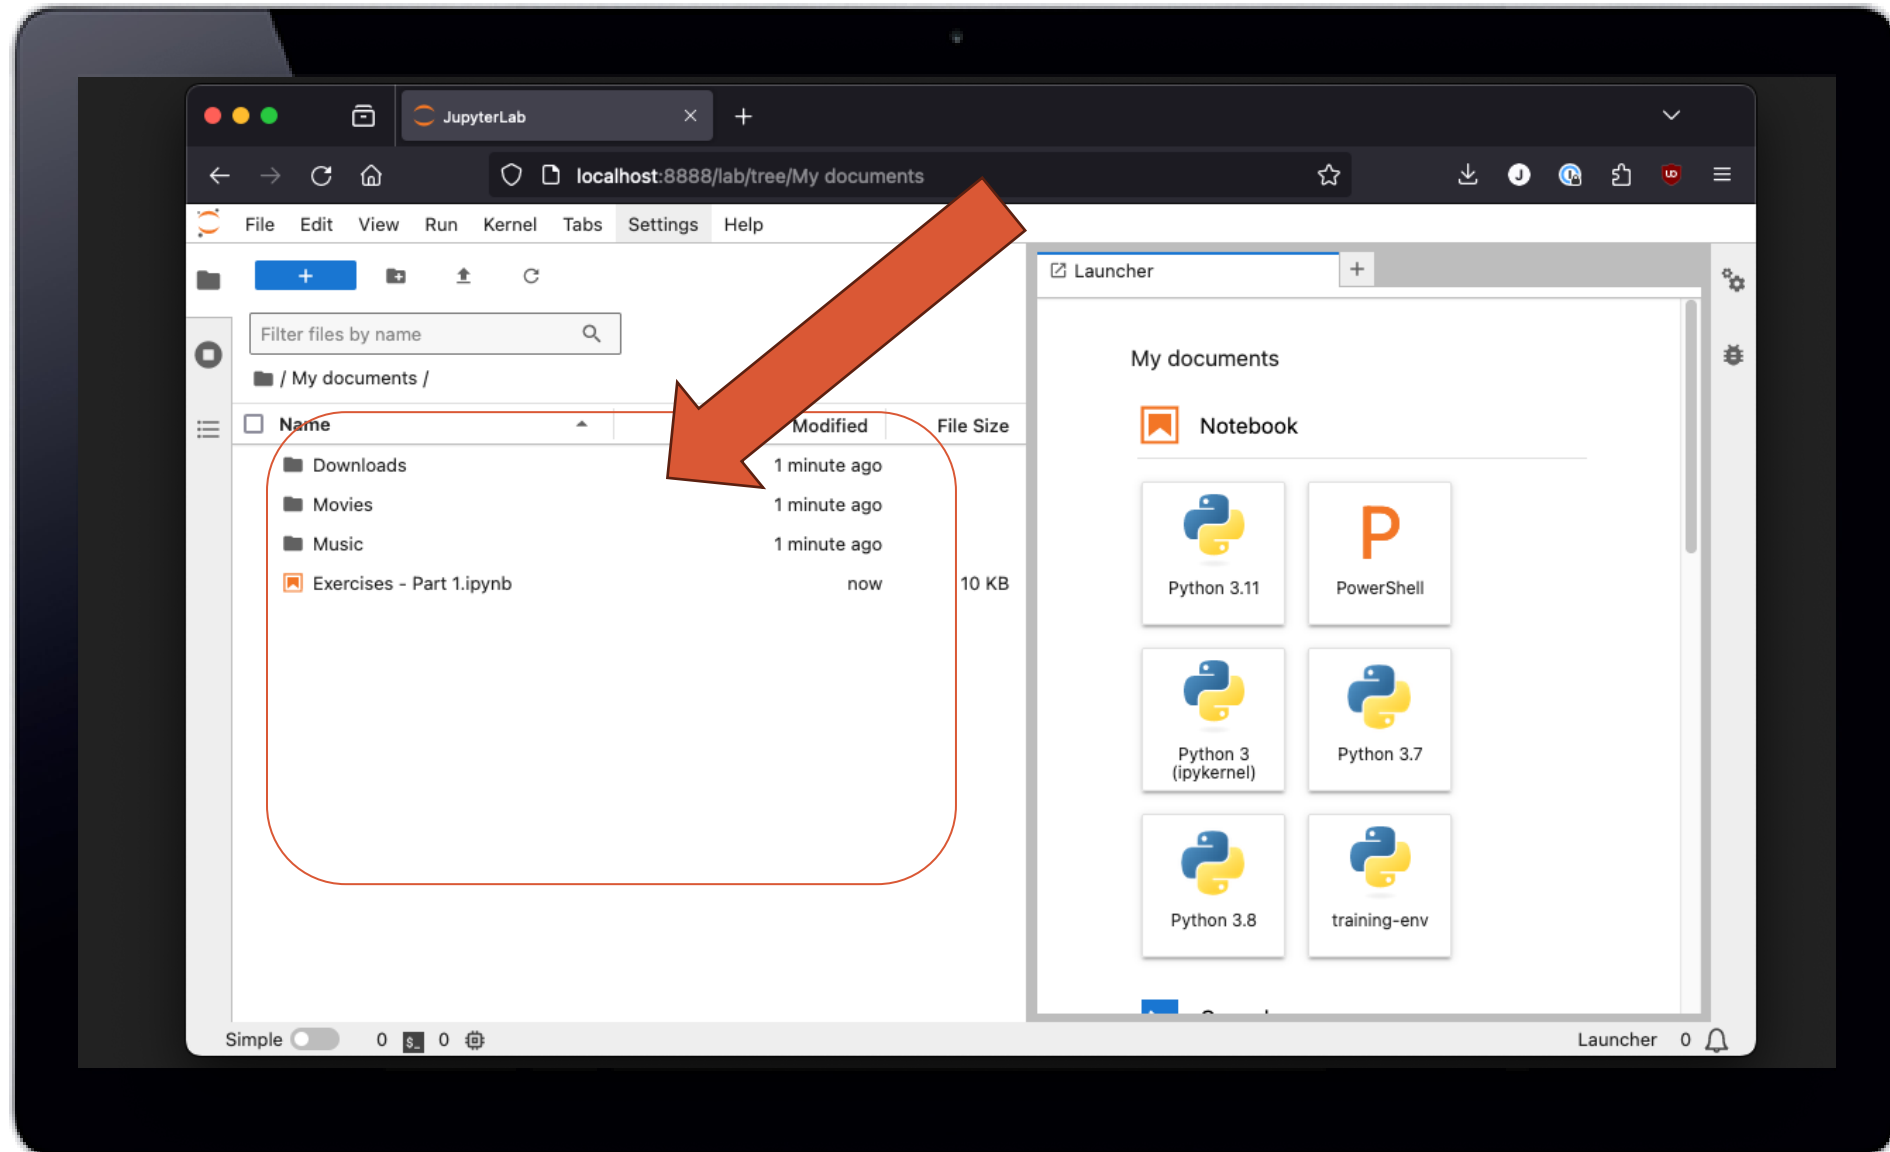 JupyterLab
localhost:8888/lab/tree/My documents
File Edit View Run Kernel Tabs Settings Help
Launcher
Filter files by name
/ My documents /
Name Modified File Size
Downloads 1 minute ago
Movies 1 minute ago
Music 1 minute ago
Exercises - Part 1.ipynb now 10 KB
My documents
Notebook
P
Python 3.11 PowerShell
Python 3
(ipykernel)
Python 3.7
Python 3.8 training-env
Simple 0 $_ 0 Launcher 0